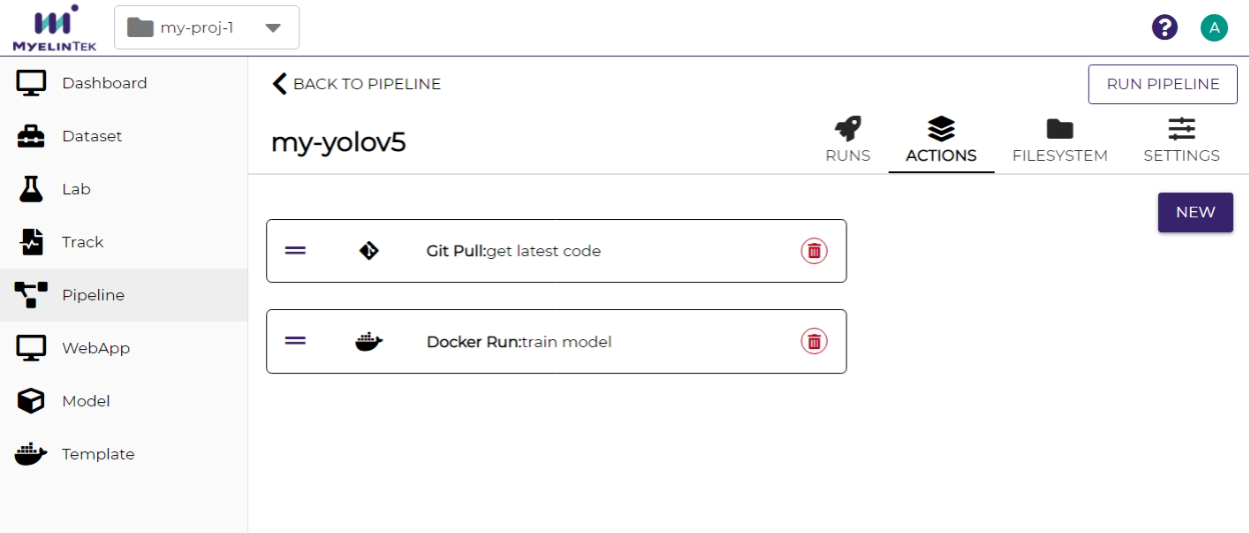 MYELINTEK
my-proj-1
A
Dashboard
Dataset
Lab
Track
Pipeline
WebApp
Model
Template
BACK TO PIPELINE
RUN PIPELINE
my-yolov5
RUNS
ACTIONS
FILESYSTEM
SETTINGS
NEW
Git Pull:get latest code
Docker Run:train model